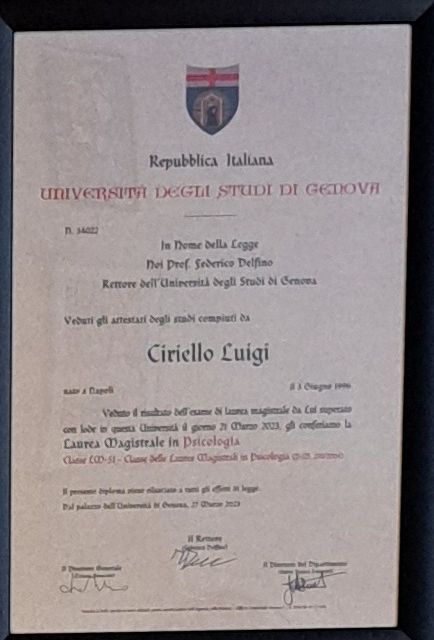 Repubblica Italiana
UNIVERSITÀ DEGLI STUDI DI GENOVA
N. 34022
In Nome della Legge
Noi Prof. Federico Delfino
Rettore dell'Università degli Studi di Genova
Veduti gli attestati degli studi compiuti da
Ciriello Luigi
nato a Napoli il 3 Giugno 1996
Veduto il risultato dell'esame di laurea magistrale da Lui superato
con lode in questa Università il giorno 21 Marzo 2023, gli conferiamo la
Laurea Magistrale in Psicologia
Classe LM-51 - Classe delle Lauree Magistrali in Psicologia
Il presente diploma viene rilasciato a tutti gli effetti di legge.
Dal palazzo dell'Università di Genova, 27 Marzo 2023
Il Rettore
(Federico Delfino)
Il Direttore Generale
Il Direttore del Dipartimento